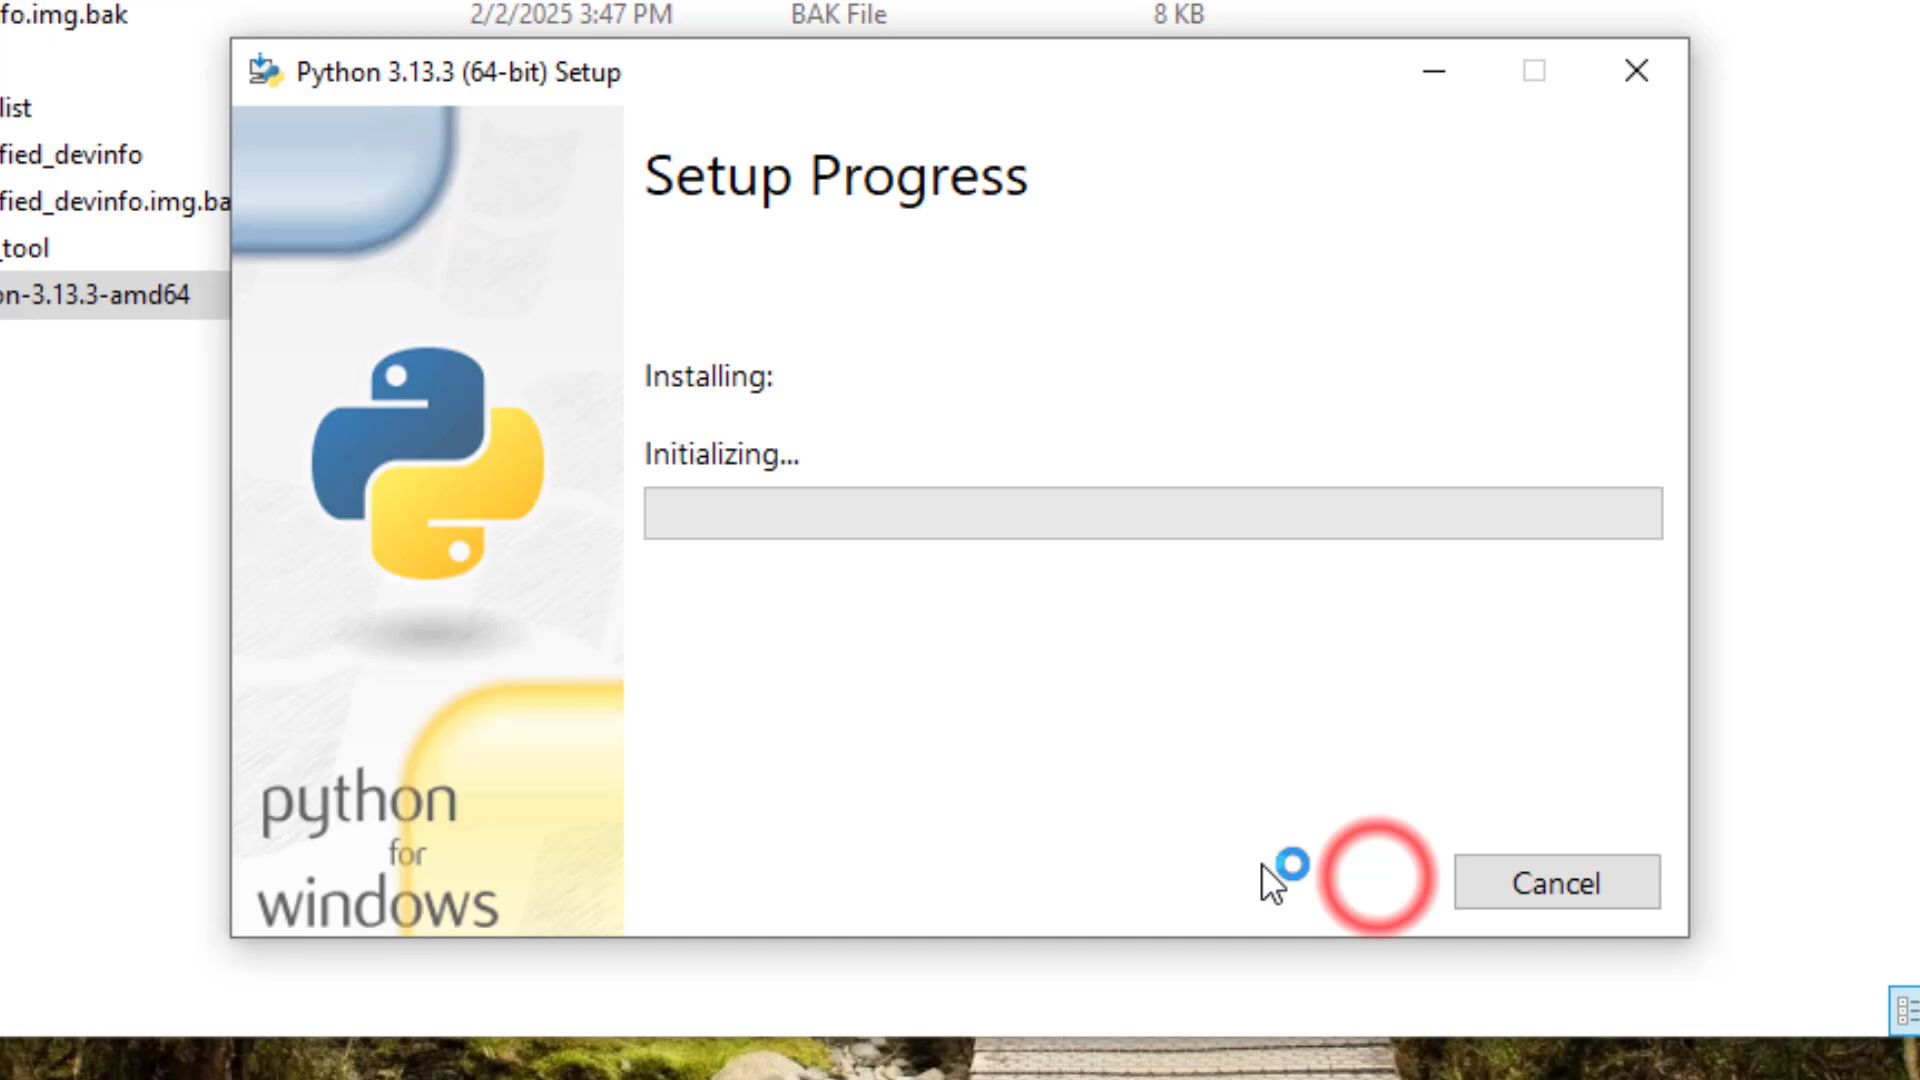 fo.img.bak 2/2/2025 3:47 PM BAK File 8 KB
Python 3.13.3 (64-bit) Setup
list
fied_devinfo
fied_devinfo.img.ba
_tool
on-3.13.3-amd64
Setup Progress
Installing:
Initializing...
python
for
windows
Cancel